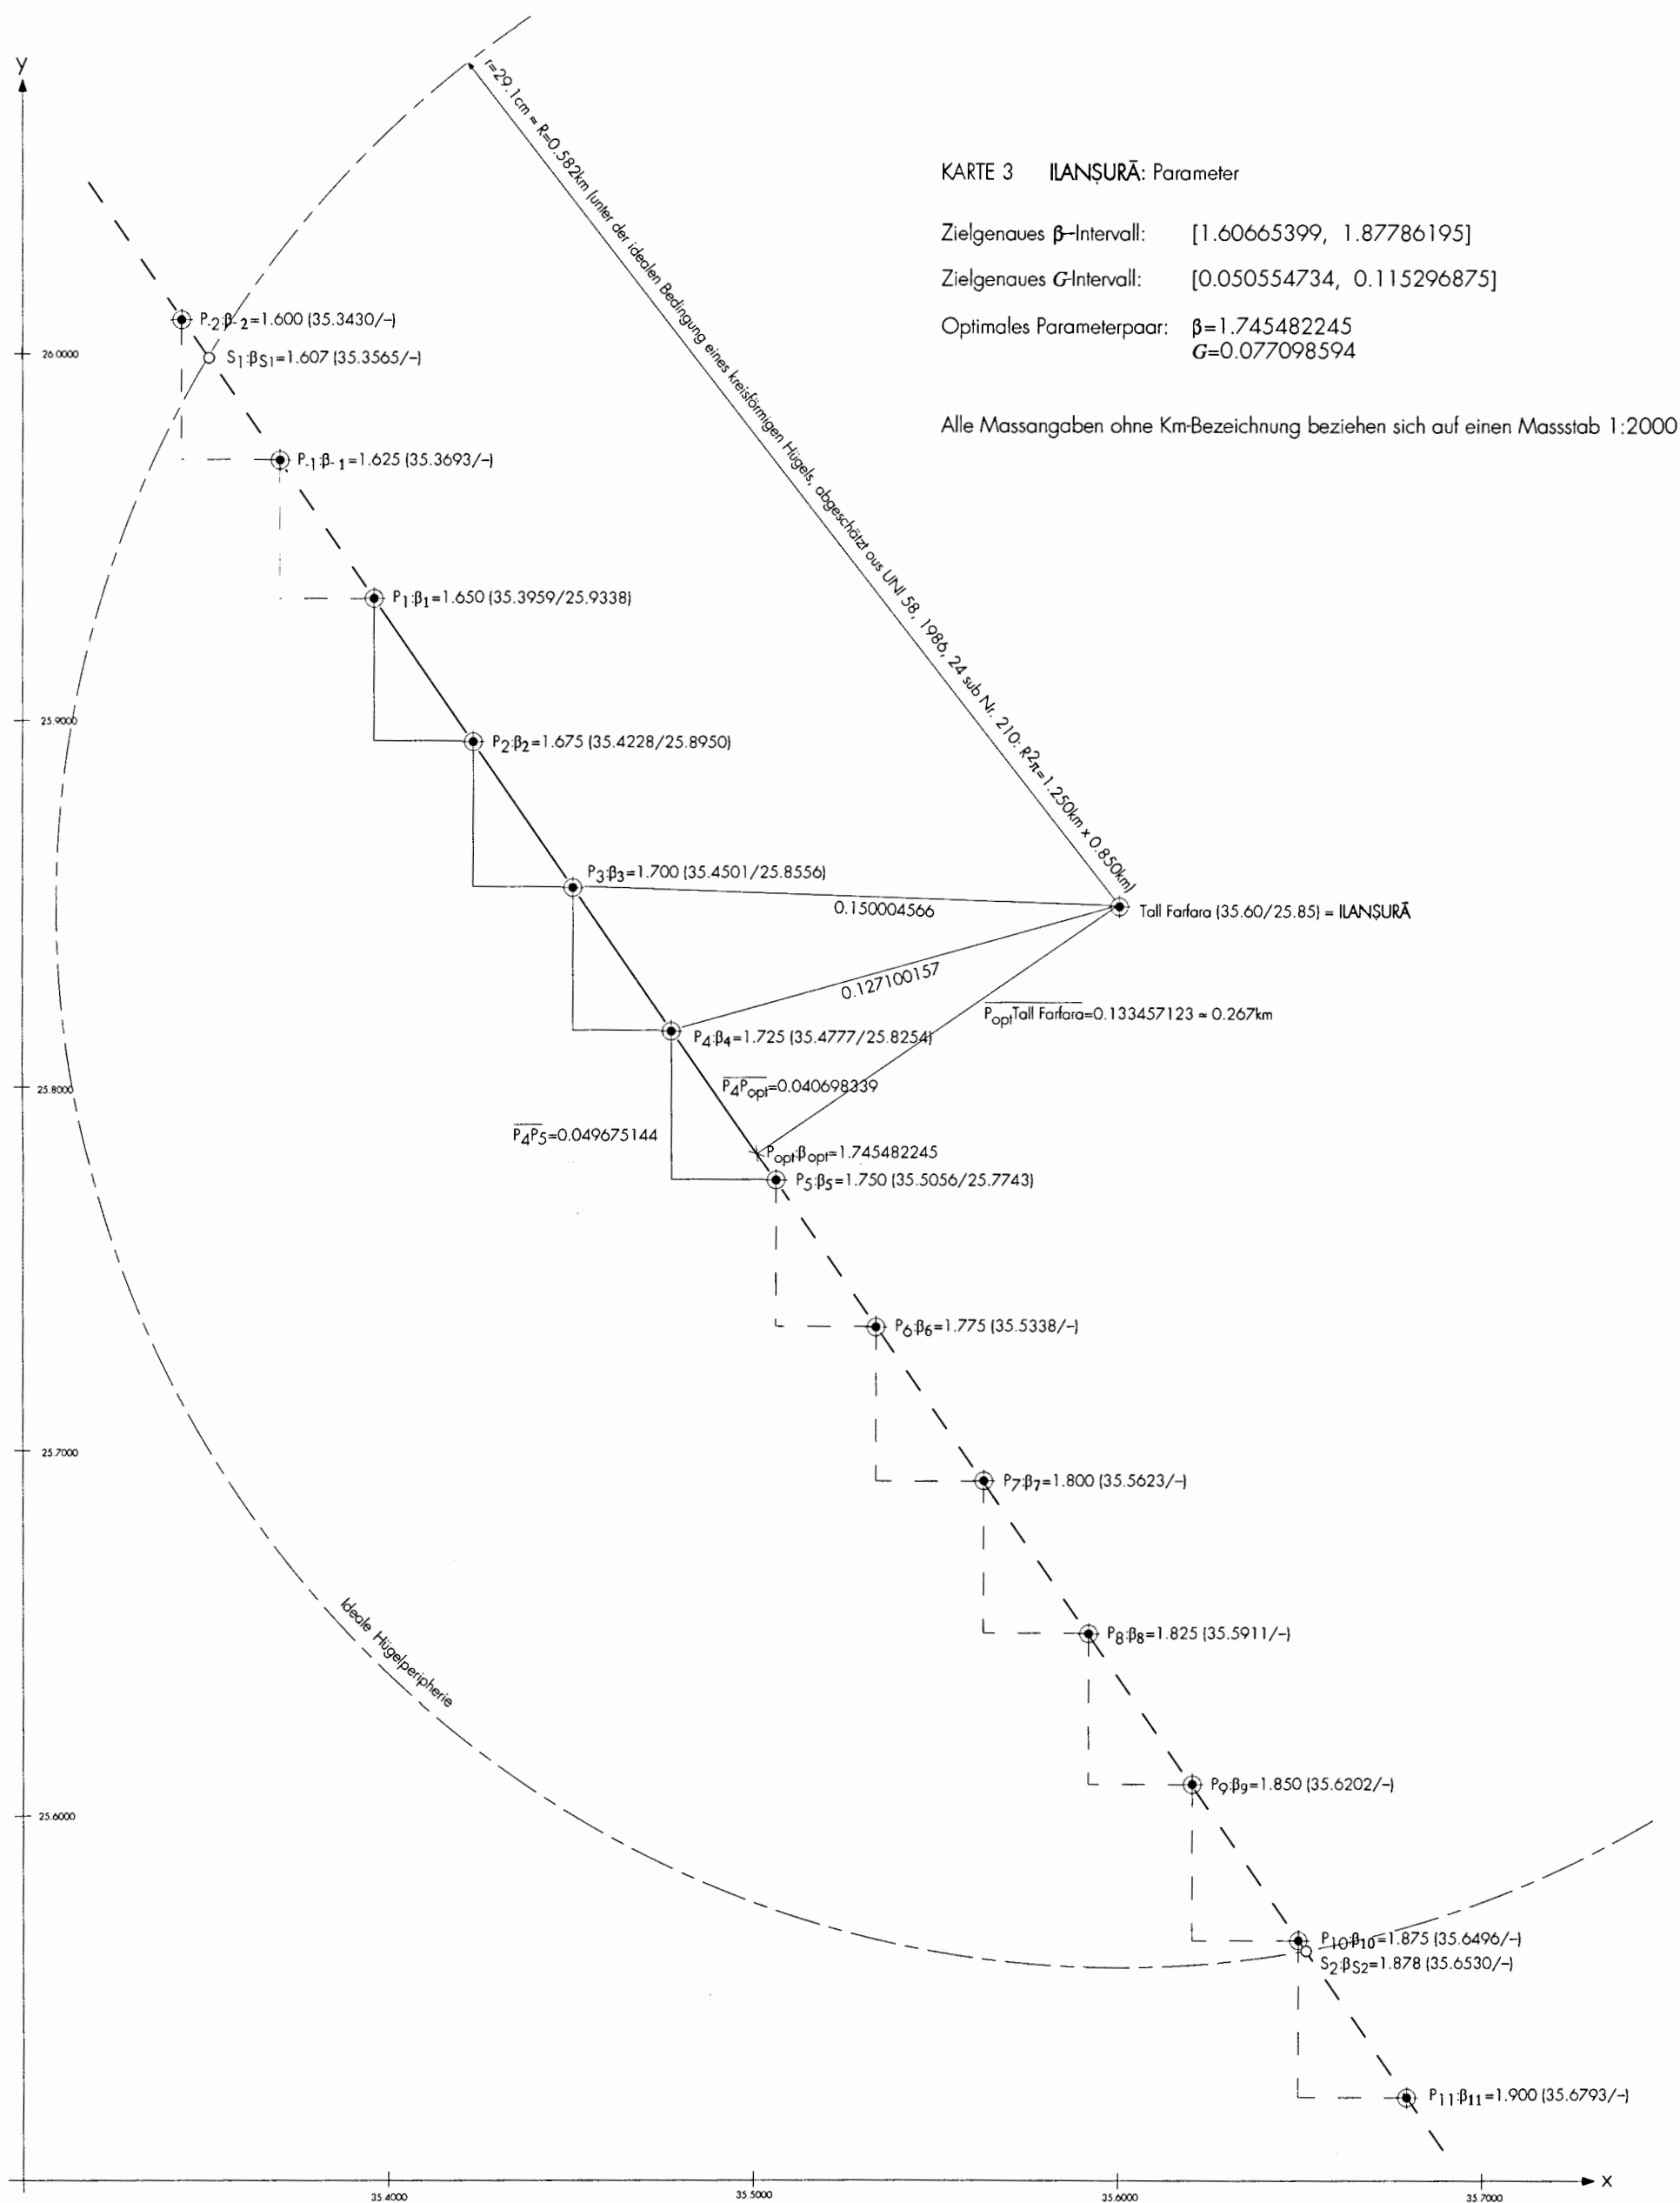 y
r=29.1cm ≃ R=0.582km (unter der idealen Bedingung eines kreisförmigen Hügels, abgeschätzt aus UNI 58, 1986, 24 sub Nr. 210: R²π=1.250km x 0.850km)
KARTE 3 ILANṢURĀ: Parameter
Zielgenaues β-Intervall: [1.60665399, 1.87786195]
Zielgenaues G-Intervall: [0.050554734, 0.115296875]
Optimales Parameterpaar: β=1.745482245
G=0.077098594
Alle Massangaben ohne Km-Bezeichnung beziehen sich auf einen Massstab 1:2000
P-2:β-2=1.600 (35.3430/–)
26.0000
S1:βS1=1.607 (35.3565/–)
P-1:β-1=1.625 (35.3693/–)
P1:β1=1.650 (35.3959/25.9338)
25.9000
P2:β2=1.675 (35.4228/25.8950)
P3:β3=1.700 (35.4501/25.8556)
0.150004566
Tall Farfara (35.60/25.85) = ILANṢURĀ
0.127100157
PoptTall Farfara=0.133457123 ≃ 0.267km
P4:β4=1.725 (35.4777/25.8254)
25.8000
P4Popt=0.040698339
P4P5=0.049675144
Popt:βopt=1.745482245
P5:β5=1.750 (35.5056/25.7743)
P6:β6=1.775 (35.5338/–)
25.7000
P7:β7=1.800 (35.5623/–)
Ideale Hügelperipherie
P8:β8=1.825 (35.5911/–)
P9:β9=1.850 (35.6202/–)
25.6000
P10:β10=1.875 (35.6496/–)
S2:βS2=1.878 (35.6530/–)
P11:β11=1.900 (35.6793/–)
x
35.4000 35.5000 35.6000 35.7000